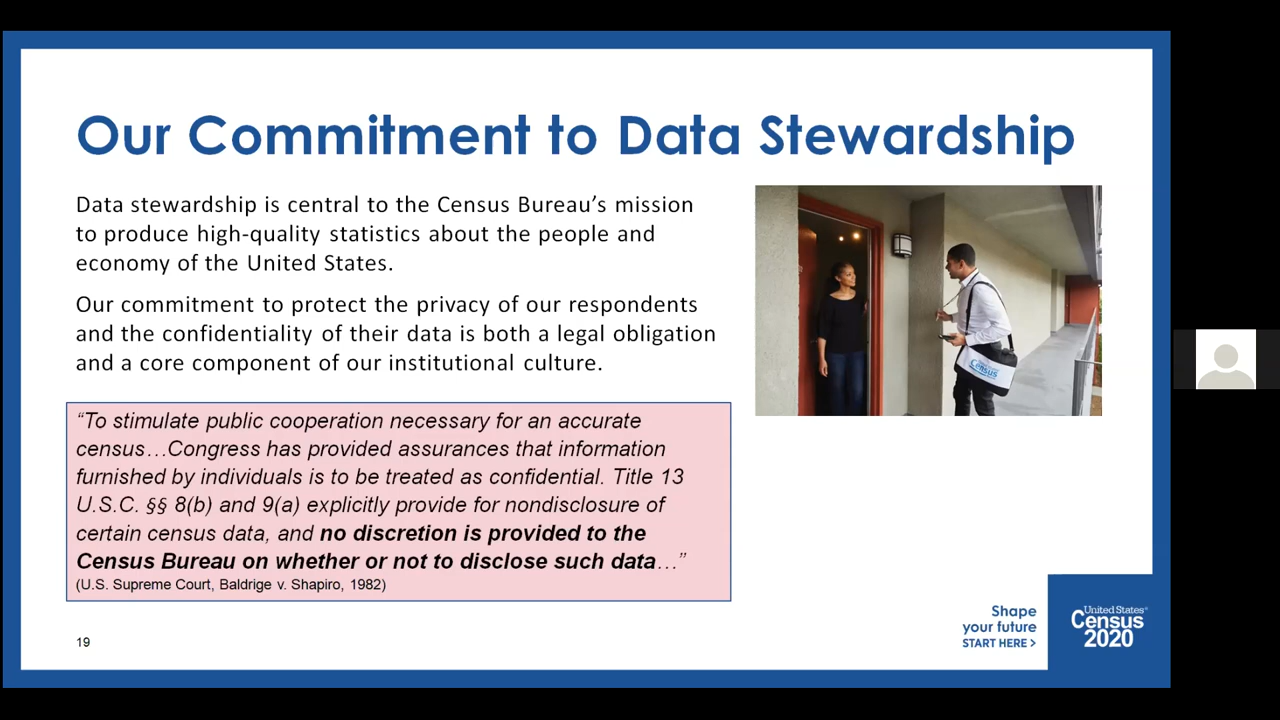 Our Commitment to Data Stewardship
Data stewardship is central to the Census Bureau’s mission
to produce high-quality statistics about the people and
economy of the United States.
Our commitment to protect the privacy of our respondents
and the confidentiality of their data is both a legal obligation
and a core component of our institutional culture.
“To stimulate public cooperation necessary for an accurate
census…Congress has provided assurances that information
furnished by individuals is to be treated as confidential. Title 13
U.S.C. §§ 8(b) and 9(a) explicitly provide for nondisclosure of
certain census data, and no discretion is provided to the
Census Bureau on whether or not to disclose such data…”
(U.S. Supreme Court, Baldrige v. Shapiro, 1982)
Census
19
Shape
your future
START HERE >
United States®
Census
2020